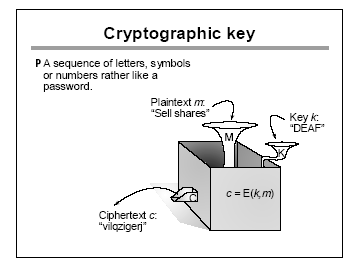 Cryptographic key
P A sequence of letters, symbols
or numbers rather like a
password.
Plaintext m:
"Sell shares"
Key k:
"DEAF"
M
K
c = E(k,m)
C
Ciphertext c:
"vilqzigerj"